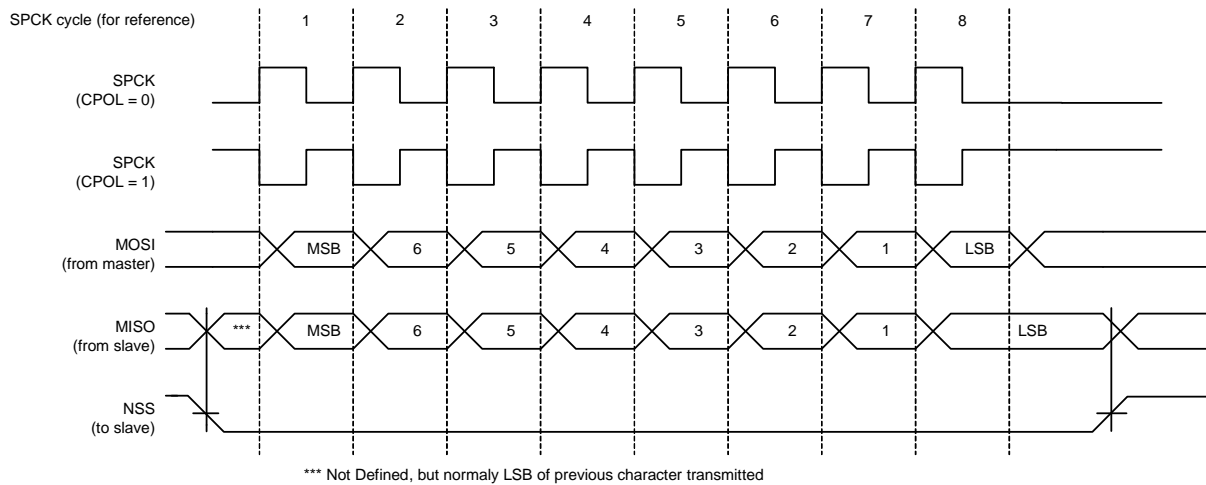 SPCK cycle (for reference) 1 2 3 4 5 6 7 8
SPCK
(CPOL = 0)
SPCK
(CPOL = 1)
MOSI
(from master)
MSB 6 5 4 3 2 1 LSB
MISO
(from slave)
*** MSB 6 5 4 3 2 1 LSB
NSS
(to slave)
*** Not Defined, but normaly LSB of previous character transmitted